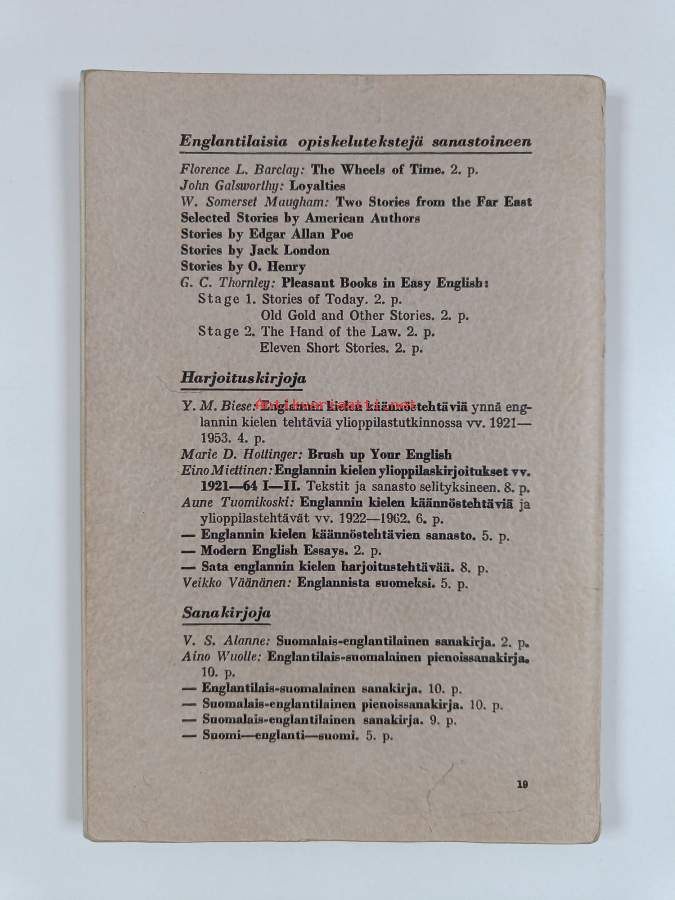 Englantilaisia opiskelutekstejä sanastoineen
Florence L. Barclay: The Wheels of Time. 2. p.
John Galsworthy: Loyalties
W. Somerset Maugham: Two Stories from the Far East
Selected Stories by American Authors
Stories by Edgar Allan Poe
Stories by Jack London
Stories by O. Henry
G. C. Thornley: Pleasant Books in Easy English:
Stage 1. Stories of Today. 2. p.
Old Gold and Other Stories. 2. p.
Stage 2. The Hand of the Law. 2. p.
Eleven Short Stories. 2. p.
Harjoituskirjoja
Y. M. Biese: Englannin kielen käännöstehtäviä ynnä eng-
lannin kielen tehtäviä ylioppilastutkinnossa vv. 1921—
1953. 4. p.
Marie D. Hottinger: Brush up Your English
Eino Miettinen: Englannin kielen ylioppilaskirjoitukset vv.
1921—64 I—II. Tekstit ja sanasto selityksineen. 8. p.
Aune Tuomikoski: Englannin kielen käännöstehtäviä ja
ylioppilastehtävät vv. 1922—1962. 6. p.
— Englannin kielen käännöstehtävien sanasto. 5. p.
— Modern English Essays. 2. p.
— Sata englannin kielen harjoitustehtävää. 8. p.
Veikko Väänänen: Englannista suomeksi. 5. p.
Sanakirjoja
V. S. Alanne: Suomalais-englantilainen sanakirja. 2. p.
Aino Wuolle: Englantilais-suomalainen pienoissanakirja.
10. p.
— Englantilais-suomalainen sanakirja. 10. p.
— Suomalais-englantilainen pienoissanakirja. 10. p.
— Suomalais-englantilainen sanakirja. 9. p.
— Suomi—englanti—suomi. 5. p.
19